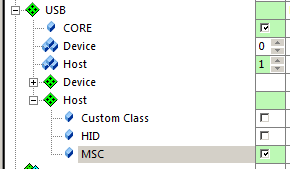 USB
CORE
Device 0
Host 1
Device
Host
Custom Class
HID
MSC